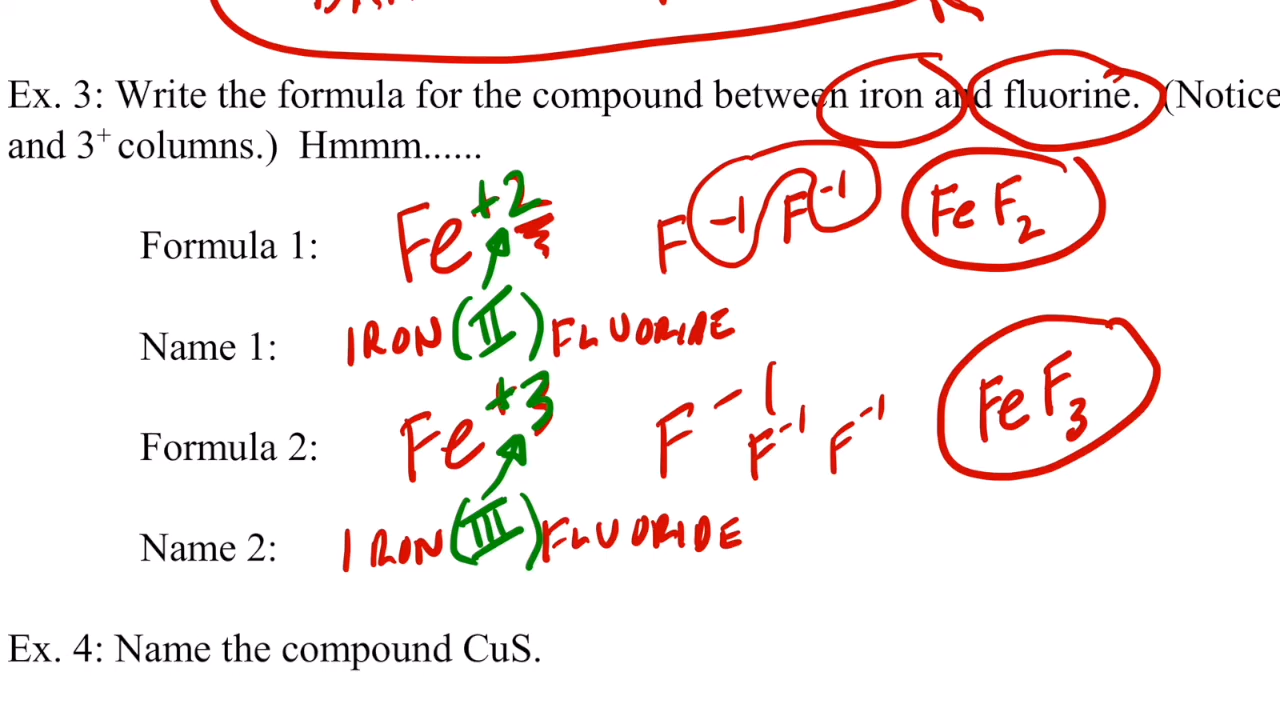 Ex. 3: Write the formula for the compound between iron and fluorine. (Notice
and 3+ columns.) Hmmm......
Formula 1: Fe+2 F-1 F-1 FeF2
Name 1: IRON (II) FLUORIDE
Formula 2: Fe+3 F-1 F-1 F-1 FeF3
Name 2: IRON (III) FLUORIDE
Ex. 4: Name the compound CuS.